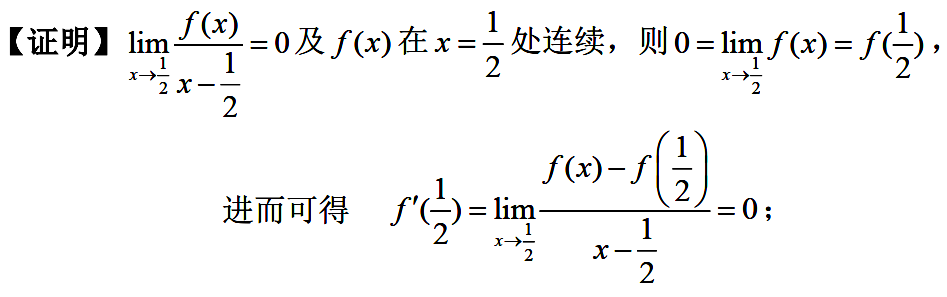 【证明】 $\lim_{x \to \frac{1}{2}} \frac{f(x)}{x - \frac{1}{2}} = 0$ 及 $f(x)$ 在 $x = \frac{1}{2}$ 处连续，则 $0 = \lim_{x \to \frac{1}{2}} f(x) = f(\frac{1}{2})$，
进而可得 $f'(\frac{1}{2}) = \lim_{x \to \frac{1}{2}} \frac{f(x) - f\left(\frac{1}{2}\right)}{x - \frac{1}{2}} = 0$；